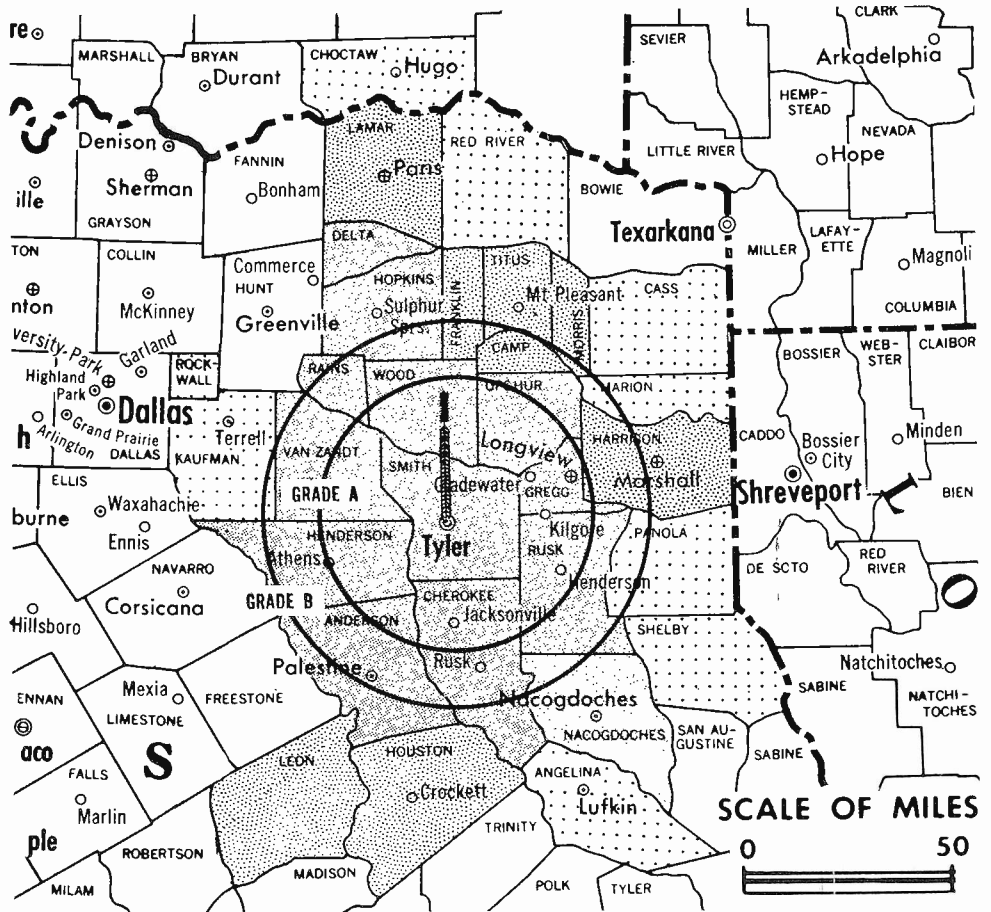 re
MARSHALL
BRYAN
Durant
CHOCTAW
Hugo
SEVIER
CLARK
Arkadelphia
HEMP-
STEAD
NEVADA
Denison
LAMAR
RED RIVER
LITTLE RIVER
Hope
FANNIN
Paris
ille
Sherman
Bonham
BOWIE
GRAYSON
Texarkana
MILLER
LAFAY-
ETTE
TON
COLLIN
DELTA
Magnoli
Commerce
HUNT
HOPKINS
FRANKLIN
TITUS
nton
McKinney
Sulphur
Sprs.
Mt Pleasant
CASS
COLUMBIA
Greenville
versity Park
Garland
CAMP
MORRIS
BOSSIER
WEB-
STER
CLAIBOR
ROCK-
WALL
RAINS
WOOD
Highland
Park
UPSHUR
MARION
Dallas
h
Arlington
Grand Prairie
DALLAS
Terrell
KAUFMAN
VAN ZANDT
SMITH
Longview
HARRISON
CADDO
Bossier
City
Minden
ELLIS
GRADE A
Gladewater
GREGG
Marshall
Shreveport
burne
Waxahachie
Kilgore
BIEN
Ennis
HENDERSON
Tyler
RUSK
PANOLA
Athens
DE SOTO
RED
RIVER
NAVARRO
Henderson
Corsicana
GRADE B
CHEROKEE
ANDERSON
Jacksonville
Hillsboro
SHELBY
Palestine
Rusk
Natchitoches
ENNAN
Mexia
FREESTONE
Nacogdoches
SABINE
NATCHI-
TOCHES
LIMESTONE
aco
S
NACOGDOCHES
SAN AU-
GUSTINE
SABINE
LEON
HOUSTON
FALLS
ANGELINA
Marlin
Crockett
Lufkin
SCALE OF MILES
TRINITY
ple
ROBERTSON
0 50
MADISON
MILAM
POLK
TYLER